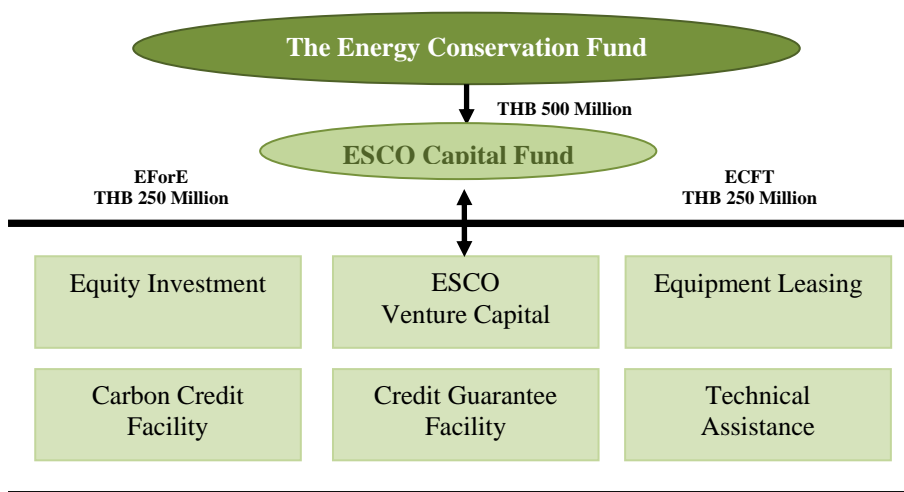 The Energy Conservation Fund
THB 500 Million
ESCO Capital Fund
EForE
THB 250 Million
ECFT
THB 250 Million
Equity Investment
ESCO
Venture Capital
Equipment Leasing
Carbon Credit
Facility
Credit Guarantee
Facility
Technical
Assistance